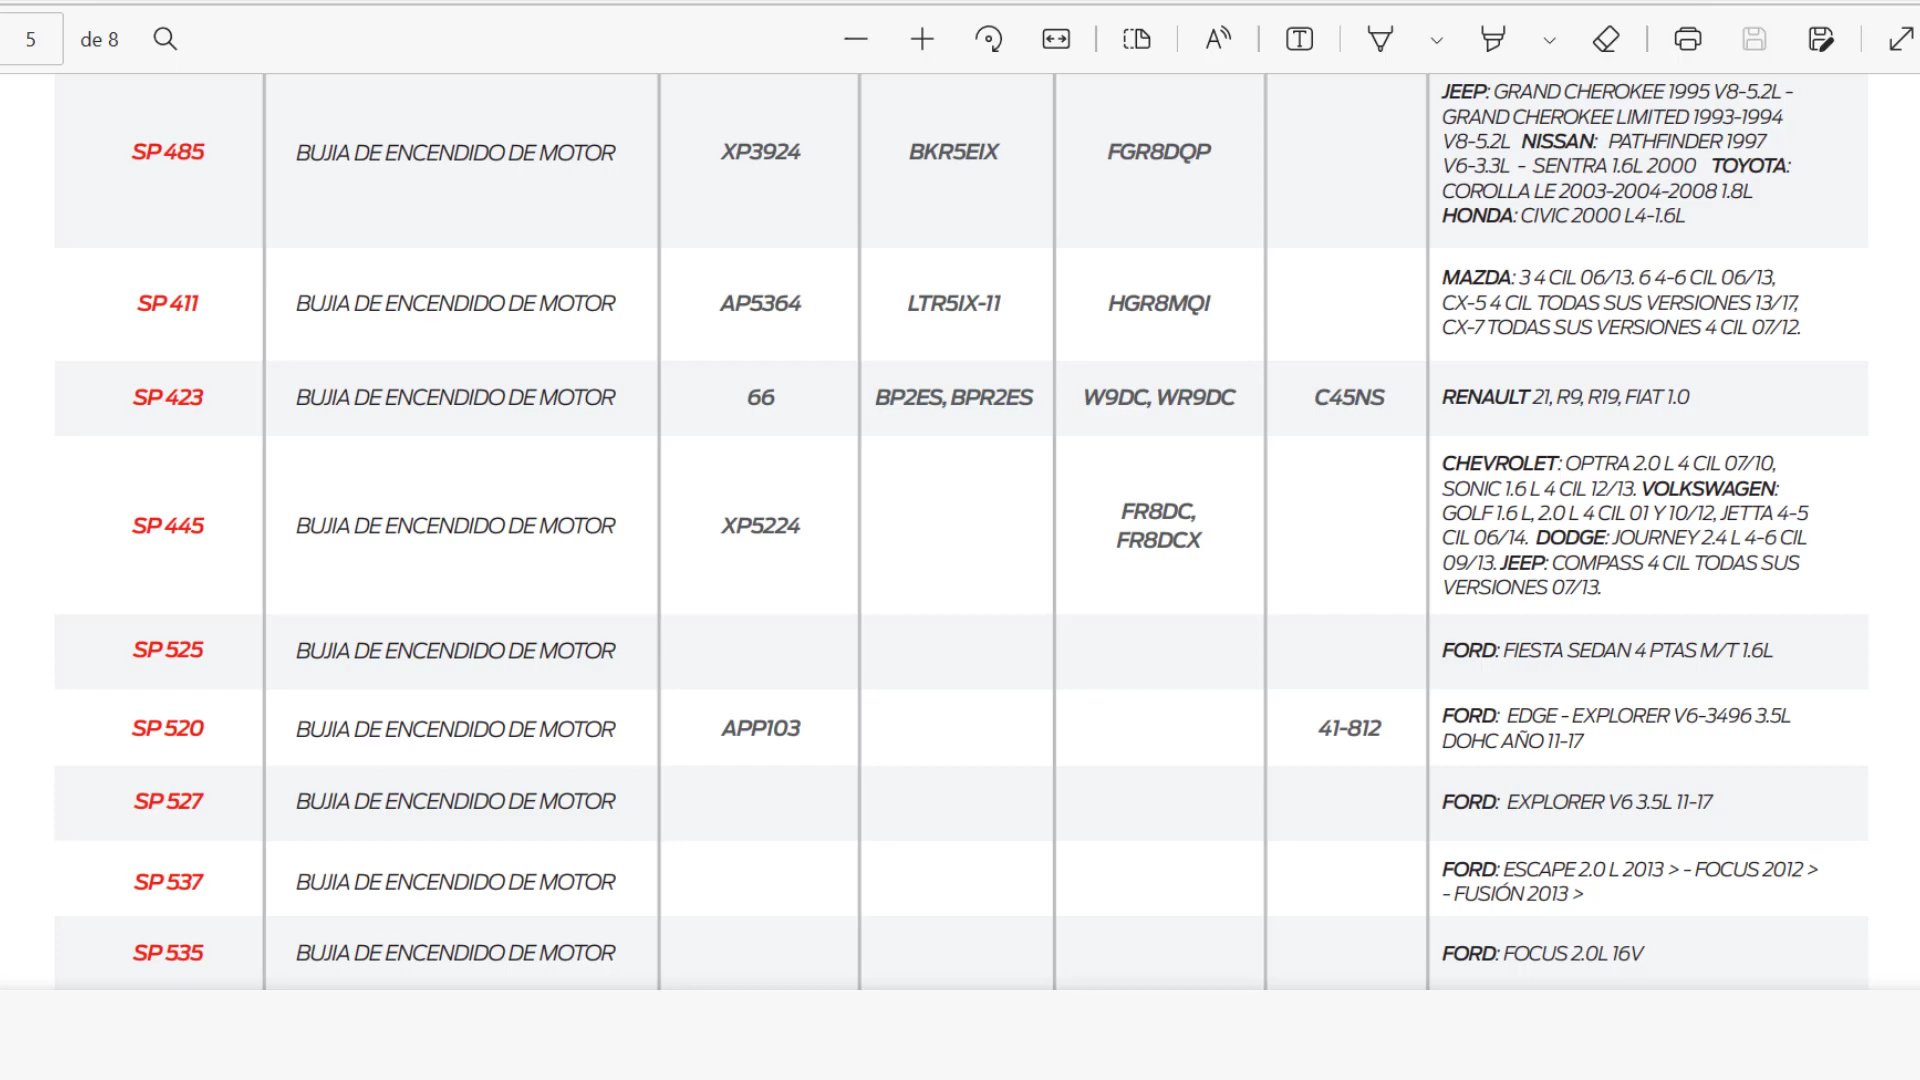 5 de 8
SP 485 BUJIA DE ENCENDIDO DE MOTOR XP3924 BKR5EIX FGR8DQP
JEEP: GRAND CHEROKEE 1995 V8-5.2L -
GRAND CHEROKEE LIMITED 1993-1994
V8-5.2L NISSAN: PATHFINDER 1997
V6-3.3L - SENTRA 1.6L 2000 TOYOTA:
COROLLA LE 2003-2004-2008 1.8L
HONDA: CIVIC 2000 L4-1.6L
SP 411 BUJIA DE ENCENDIDO DE MOTOR AP5364 LTR5IX-11 HGR8MQI
MAZDA: 3 4 CIL 06/13. 6 4-6 CIL 06/13,
CX-5 4 CIL TODAS SUS VERSIONES 13/17,
CX-7 TODAS SUS VERSIONES 4 CIL 07/12.
SP 423 BUJIA DE ENCENDIDO DE MOTOR 66 BP2ES, BPR2ES W9DC, WR9DC C45NS RENAULT 21, R9, R19, FIAT 1.0
SP 445 BUJIA DE ENCENDIDO DE MOTOR XP5224
FR8DC,
FR8DCX
CHEVROLET: OPTRA 2.0 L 4 CIL 07/10,
SONIC 1.6 L 4 CIL 12/13. VOLKSWAGEN:
GOLF 1.6 L, 2.0 L 4 CIL 01 Y 10/12, JETTA 4-5
CIL 06/14. DODGE: JOURNEY 2.4 L 4-6 CIL
09/13. JEEP: COMPASS 4 CIL TODAS SUS
VERSIONES 07/13.
SP 525 BUJIA DE ENCENDIDO DE MOTOR FORD: FIESTA SEDAN 4 PTAS M/T 1.6L
SP 520 BUJIA DE ENCENDIDO DE MOTOR APP103 41-812
FORD: EDGE - EXPLORER V6-3496 3.5L
DOHC AÑO 11-17
SP 527 BUJIA DE ENCENDIDO DE MOTOR FORD: EXPLORER V6 3.5L 11-17
SP 537 BUJIA DE ENCENDIDO DE MOTOR
FORD: ESCAPE 2.0 L 2013 > - FOCUS 2012 >
- FUSIÓN 2013 >
SP 535 BUJIA DE ENCENDIDO DE MOTOR FORD: FOCUS 2.0L 16V